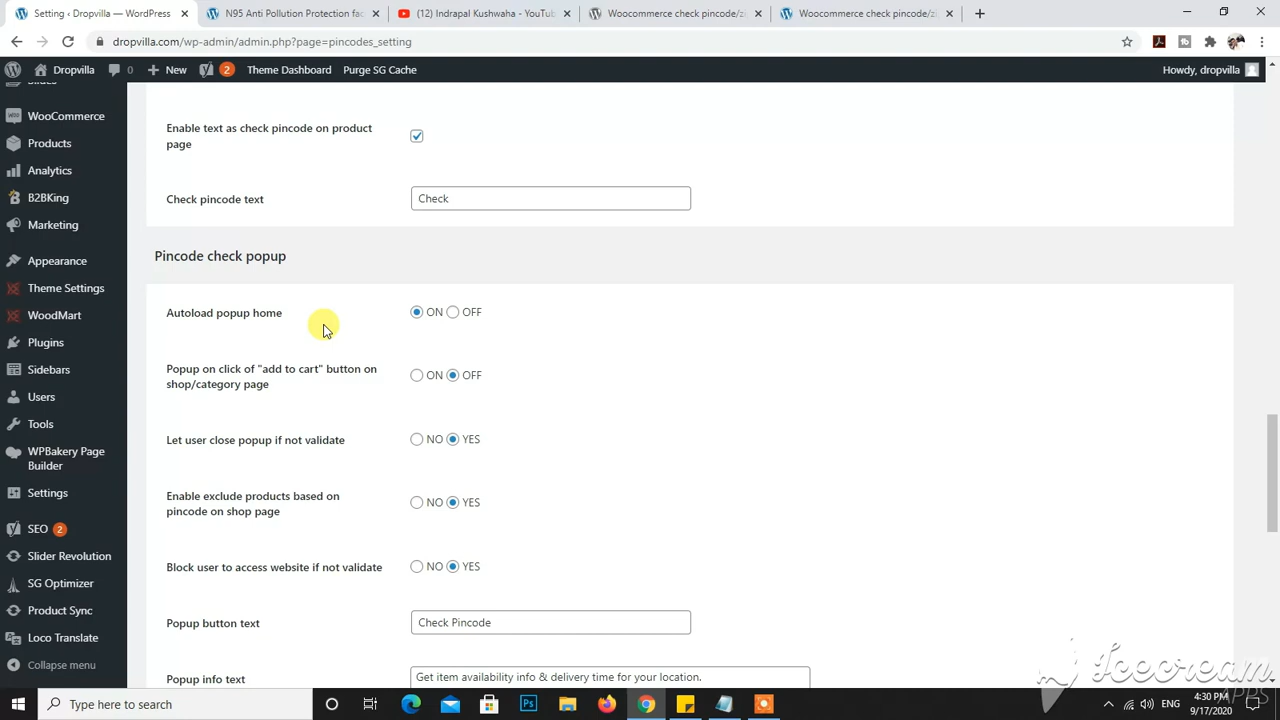 Setting ‹ Dropvilla — WordPress
N95 Anti Pollution Protection fac
(12) Indrapal Kushwaha - YouTub
Woocommerce check pincode/z
Woocommerce check pincode/z
dropvilla.com/wp-admin/admin.php?page=pincodes_setting
Dropvilla 0 New 2 Theme Dashboard Purge SG Cache Howdy, dropvilla
WooCommerce
Products
Analytics
B2BKing
Marketing
Appearance
Theme Settings
WoodMart
Plugins
Sidebars
Users
Tools
WPBakery Page
Builder
Settings
SEO 2
Slider Revolution
SG Optimizer
Product Sync
Loco Translate
Collapse menu
Enable text as check pincode on product
page
Check pincode text Check
Pincode check popup
Autoload popup home ON OFF
Popup on click of "add to cart" button on
shop/category page ON OFF
Let user close popup if not validate NO YES
Enable exclude products based on
pincode on shop page NO YES
Block user to access website if not validate NO YES
Popup button text Check Pincode
Popup info text Get item availability info & delivery time for your location.
Icecream
APPS
Type here to search
ENG
4:30 PM
9/17/2020